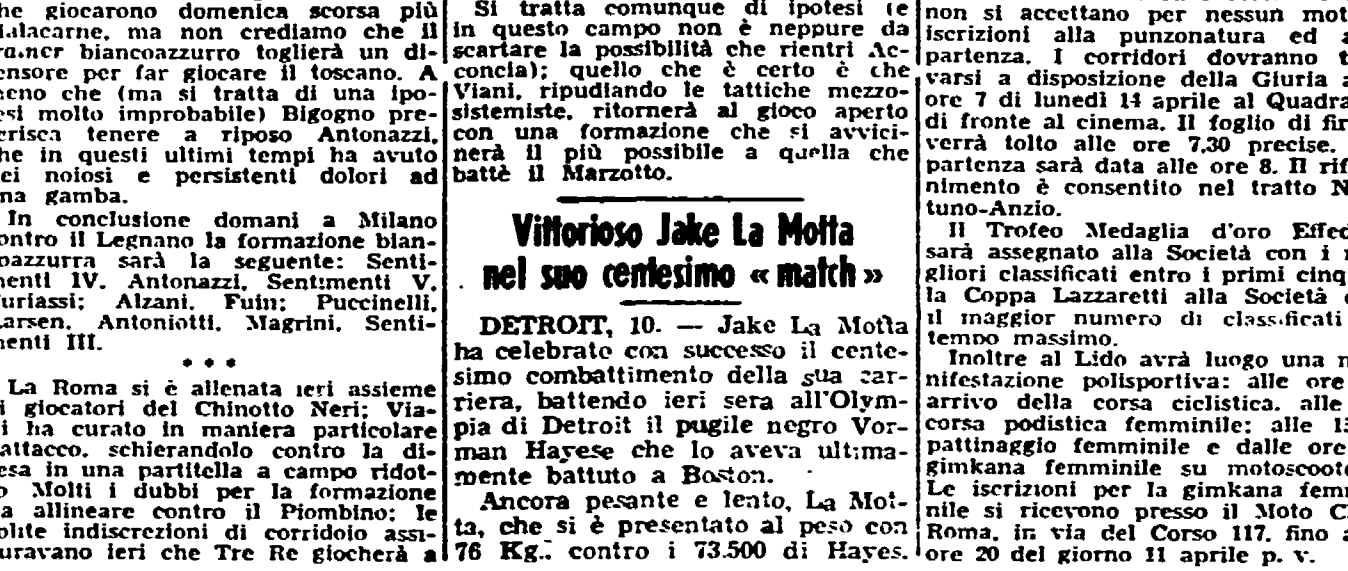 che giocarono domenica scorsa più
Malacarne, ma non crediamo che il
trainer biancoazzurro toglierà un di-
fensore per far giocare il toscano. A
meno che (ma si tratta di una ipo-
tesi molto improbabile) Bigogno pre-
ferisca tenere a riposo Antonazzi,
che in questi ultimi tempi ha avuto
dei noiosi e persistenti dolori ad
una gamba.
In conclusione domani a Milano
contro il Legnano la formazione bian-
coazzurra sarà la seguente: Senti-
menti IV, Antonazzi, Sentimenti V,
Furiassi; Alzani, Fuin; Puccinelli,
Larsen, Antoniotti, Magrini, Senti-
menti III.
* * *
La Roma si è allenata ieri assieme
ai giocatori del Chinotto Neri; Via-
ni ha curato in maniera particolare
l'attacco, schierandolo contro la di-
fesa in una partitella a campo ridot-
to. Molti i dubbi per la formazione
da allineare contro il Piombino; le
solite indiscrezioni di corridoio assi-
curavano ieri che Tre Re giocherà a
Si tratta comunque di ipotesi (e
in questo campo non è neppure da
scartare la possibilità che rientri Ac-
concia); quello che è certo è che
Viani, ripudiando le tattiche mezzo-
sistemiste, ritornerà al gioco aperto
con una formazione che si avvici-
nerà il più possibile a quella che
battè il Marzotto.
Vittorioso Jake La Motta
nel suo centesimo « match »
DETROIT, 10. — Jake La Motta
ha celebrato con successo il cente-
simo combattimento della sua car-
riera, battendo ieri sera all'Olym-
pia di Detroit il pugile negro Vor-
man Hayese che lo aveva ultima-
mente battuto a Boston.
Ancora pesante e lento, La Mot-
ta, che si è presentato al peso con
76 Kg., contro i 73.500 di Hayes,
non si accettano per nessun mot
iscrizioni alla punzonatura ed a
partenza. I corridori dovranno t
varsi a disposizione della Giuria a
ore 7 di lunedì 14 aprile al Quadra
di fronte al cinema. Il foglio di fir
verrà tolto alle ore 7,30 precise.
partenza sarà data alle ore 8. Il rif
nimento è consentito nel tratto N
tuno-Anzio.
Il Trofeo Medaglia d'oro Effed
sarà assegnato alla Società con i m
gliori classificati entro i primi cinq
la Coppa Lazzaretti alla Società c
il maggior numero di classificati
tempo massimo.
Inoltre al Lido avrà luogo una m
nifestazione polisportiva: alle ore
arrivo della corsa ciclistica, alle
corsa podistica femminile; alle 15
pattinaggio femminile e dalle ore
gimkana femminile su motoscoote
Le iscrizioni per la gimkana femm
nile si ricevono presso il Moto C
Roma, in via del Corso 117, fino a
ore 20 del giorno 11 aprile p. v.